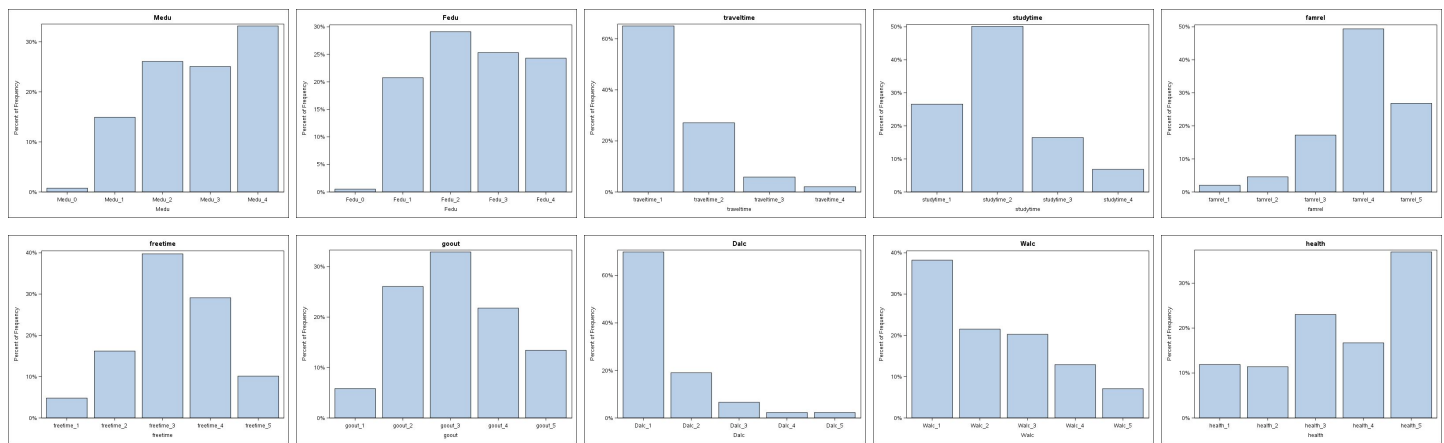 Medu
Percent of Frequency
30%
20%
10%
0%
Medu_0 Medu_1 Medu_2 Medu_3 Medu_4
Medu
Fedu
Percent of Frequency
30%
25%
20%
15%
10%
5%
0%
Fedu_0 Fedu_1 Fedu_2 Fedu_3 Fedu_4
Fedu
traveltime
Percent of Frequency
60%
40%
20%
0%
traveltime_1 traveltime_2 traveltime_3 traveltime_4
traveltime
studytime
Percent of Frequency
50%
40%
30%
20%
10%
0%
studytime_1 studytime_2 studytime_3 studytime_4
studytime
famrel
Percent of Frequency
50%
40%
30%
20%
10%
0%
famrel_1 famrel_2 famrel_3 famrel_4 famrel_5
famrel
freetime
Percent of Frequency
40%
30%
20%
10%
0%
freetime_1 freetime_2 freetime_3 freetime_4 freetime_5
freetime
goout
Percent of Frequency
30%
20%
10%
0%
goout_1 goout_2 goout_3 goout_4 goout_5
goout
Dalc
Percent of Frequency
60%
40%
20%
0%
Dalc_1 Dalc_2 Dalc_3 Dalc_4 Dalc_5
Dalc
Walc
Percent of Frequency
40%
30%
20%
10%
0%
Walc_1 Walc_2 Walc_3 Walc_4 Walc_5
Walc
health
Percent of Frequency
30%
20%
10%
0%
health_1 health_2 health_3 health_4 health_5
health